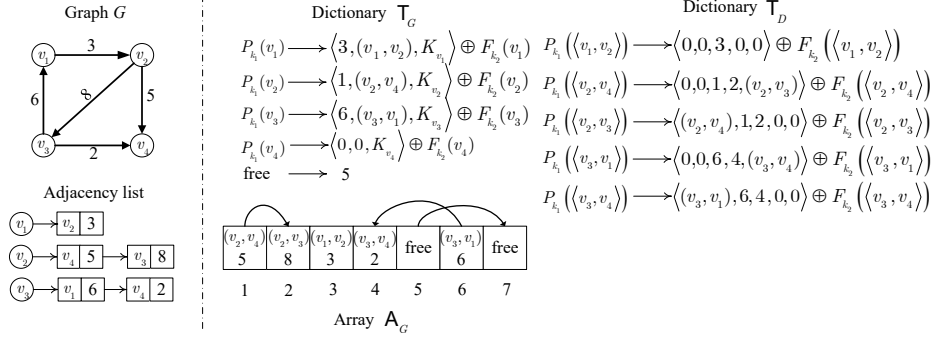 Graph G
v₁ 3 v₂
6 8 5
v₃ 2 v₄
Adjacency list
v₁ v₂ 3
v₂ v₄ 5 v₃ 8
v₃ v₁ 6 v₄ 2
Dictionary T_G
P_{k₁}(v₁) ⟶ ⟨3,(v₁,v₂),K_{v₁}⟩ ⊕ F_{k₂}(v₁)
P_{k₁}(v₂) ⟶ ⟨1,(v₂,v₄),K_{v₂}⟩ ⊕ F_{k₂}(v₂)
P_{k₁}(v₃) ⟶ ⟨6,(v₃,v₁),K_{v₃}⟩ ⊕ F_{k₂}(v₃)
P_{k₁}(v₄) ⟶ ⟨0,0,K_{v₄}⟩ ⊕ F_{k₂}(v₄)
free ⟶ 5
(v₂,v₄) (v₂,v₃) (v₁,v₂) (v₃,v₄) free (v₃,v₁) free
5 8 3 2 6
1 2 3 4 5 6 7
Array A_G
Dictionary T_D
P_{k₁}(⟨v₁,v₂⟩) ⟶ ⟨0,0,3,0,0⟩ ⊕ F_{k₂}(⟨v₁,v₂⟩)
P_{k₁}(⟨v₂,v₄⟩) ⟶ ⟨0,0,1,2,(v₂,v₃)⟩ ⊕ F_{k₂}(⟨v₂,v₄⟩)
P_{k₁}(⟨v₂,v₃⟩) ⟶ ⟨(v₂,v₄),1,2,0,0⟩ ⊕ F_{k₂}(⟨v₂,v₃⟩)
P_{k₁}(⟨v₃,v₁⟩) ⟶ ⟨0,0,6,4,(v₃,v₄)⟩ ⊕ F_{k₂}(⟨v₃,v₁⟩)
P_{k₁}(⟨v₃,v₄⟩) ⟶ ⟨(v₃,v₁),6,4,0,0⟩ ⊕ F_{k₂}(⟨v₃,v₄⟩)